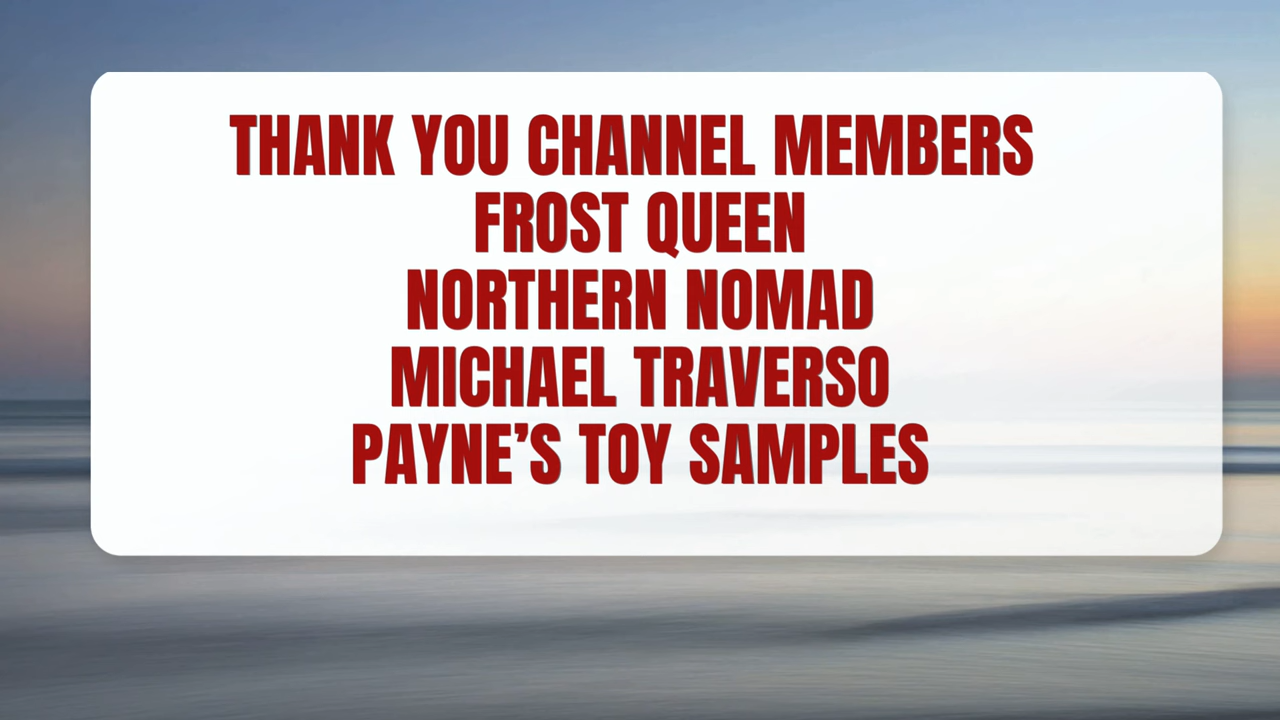 THANK YOU CHANNEL MEMBERS
FROST QUEEN
NORTHERN NOMAD
MICHAEL TRAVERSO
PAYNE’S TOY SAMPLES